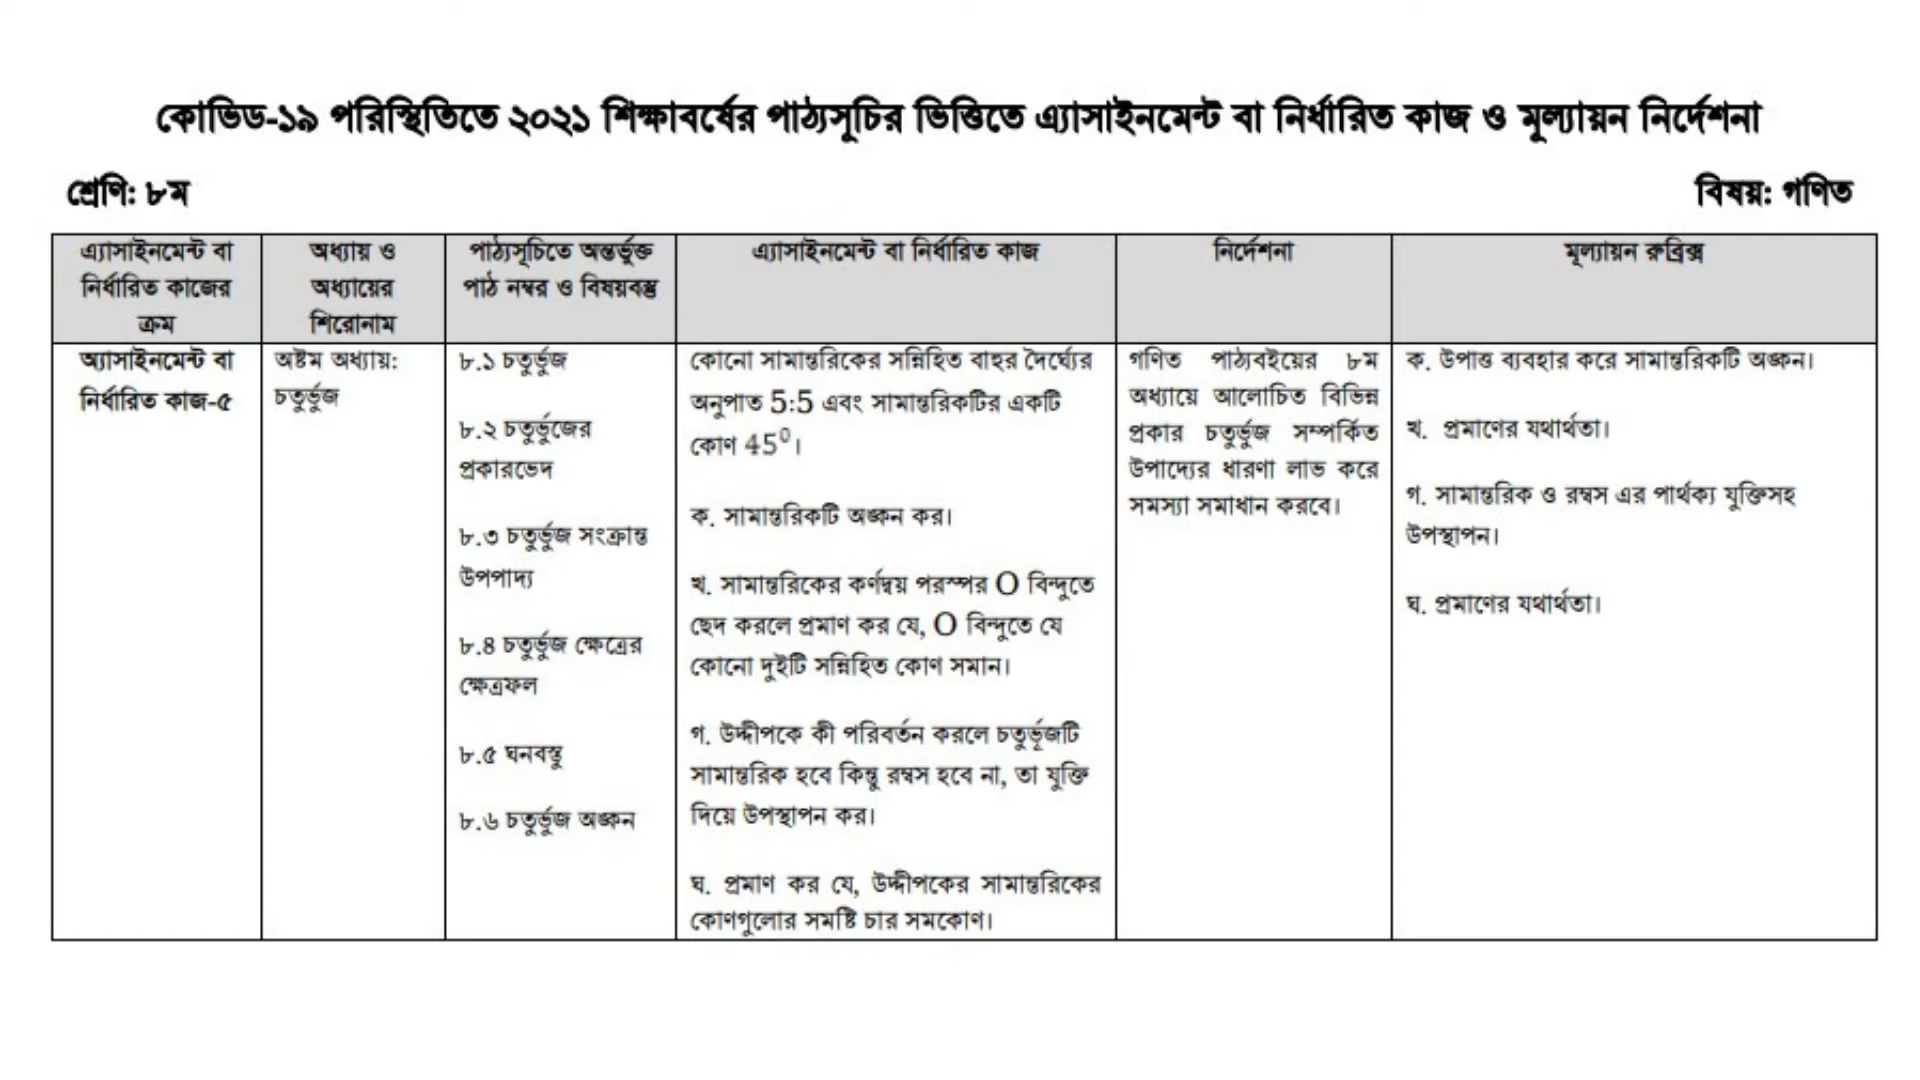 কোভিড-১৯ পরিস্থিতিতে ২০২১ শিক্ষাবর্ষের পাঠ্যসূচির ভিত্তিতে এ্যাসাইনমেন্ট বা নির্ধারিত কাজ ও মূল্যায়ন নির্দেশনা
শ্রেণি: ৮ম
বিষয়: গণিত
এ্যাসাইনমেন্ট বা
নির্ধারিত কাজের
ক্রম
অধ্যায় ও
অধ্যায়ের
শিরোনাম
পাঠ্যসূচিতে অন্তর্ভুক্ত
পাঠ নম্বর ও বিষয়বস্তু
এ্যাসাইনমেন্ট বা নির্ধারিত কাজ
নির্দেশনা
মূল্যায়ন রুব্রিক্স
অ্যাসাইনমেন্ট বা
নির্ধারিত কাজ-৫
অষ্টম অধ্যায়:
চতুর্ভুজ
৮.১ চতুর্ভুজ
৮.২ চতুর্ভুজের
প্রকারভেদ
৮.৩ চতুর্ভুজ সংক্রান্ত
উপপাদ্য
৮.৪ চতুর্ভুজ ক্ষেত্রের
ক্ষেত্রফল
৮.৫ ঘনবস্তু
৮.৬ চতুর্ভুজ অঙ্কন
কোনো সামান্তরিকের সন্নিহিত বাহুর দৈর্ঘ্যের
অনুপাত 5:5 এবং সামান্তরিকটির একটি
কোণ 45⁰।
ক. সামান্তরিকটি অঙ্কন কর।
খ. সামান্তরিকের কর্ণদ্বয় পরস্পর O বিন্দুতে
ছেদ করলে প্রমাণ কর যে, O বিন্দুতে যে
কোনো দুইটি সন্নিহিত কোণ সমান।
গ. উদ্দীপকে কী পরিবর্তন করলে চতুর্ভূজটি
সামান্তরিক হবে কিন্তু রম্বস হবে না, তা যুক্তি
দিয়ে উপস্থাপন কর।
ঘ. প্রমাণ কর যে, উদ্দীপকের সামান্তরিকের
কোণগুলোর সমষ্টি চার সমকোণ।
গণিত পাঠ্যবইয়ের ৮ম
অধ্যায়ে আলোচিত বিভিন্ন
প্রকার চতুর্ভুজ সম্পর্কিত
উপাদ্যের ধারণা লাভ করে
সমস্যা সমাধান করবে।
ক. উপাত্ত ব্যবহার করে সামান্তরিকটি অঙ্কন।
খ. প্রমাণের যথার্থতা।
গ. সামান্তরিক ও রম্বস এর পার্থক্য যুক্তিসহ
উপস্থাপন।
ঘ. প্রমাণের যথার্থতা।